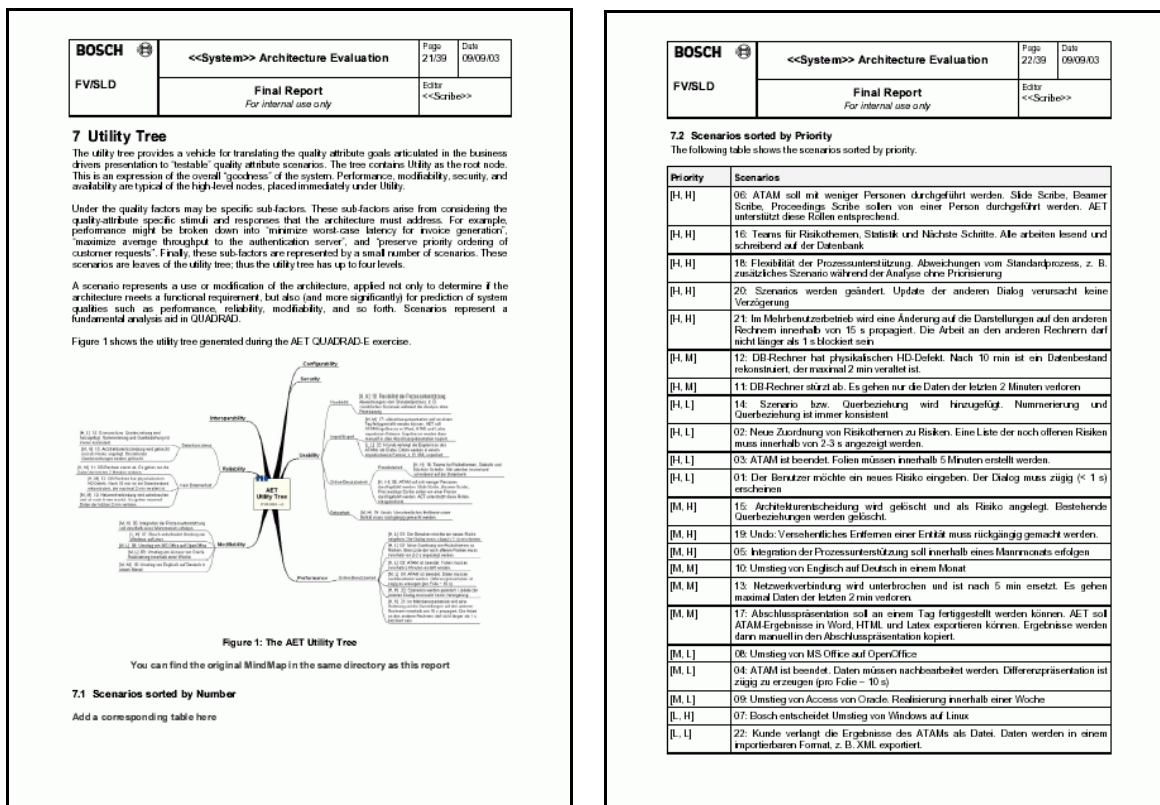 BOSCH
FV/SLD
<<System>> Architecture Evaluation
Page
21/39
Date
09/09/03
Final Report
For internal use only
Editor
<<Scribe>>
7 Utility Tree
The utility tree provides a vehicle for translating the quality attribute goals articulated in the business
drivers presentation to "testable" quality attribute scenarios. The tree contains Utility as the root node.
This is an expression of the overall "goodness" of the system. Performance, modifiability, security, and
availability are typical of the high-level nodes, placed immediately under Utility.
Under the quality factors may be specific sub-factors. These sub-factors arise from considering the
quality-attribute specific stimuli and responses that the architecture must address. For example,
performance might be broken down into "minimize worst-case latency for invoice generation",
"maximize average throughput to the authentication server", and "preserve priority ordering of
customer requests". Finally, these sub-factors are represented by a small number of scenarios. These
scenarios are leaves of the utility tree; thus the utility tree has up to four levels.
A scenario represents a use or modification of the architecture, applied not only to determine if the
architecture meets a functional requirement, but also (and more significantly) for prediction of system
qualities such as performance, reliability, modifiability, and so forth. Scenarios represent a
fundamental analysis aid in QUADRAD.
Figure 1 shows the utility tree generated during the AET QUADRAD-E exercise.
Configurability
Security
Interoperability
Usability
Reliability
AET
Utility Tree
Modifiability
Performance
Figure 1: The AET Utility Tree
You can find the original MindMap in the same directory as this report
7.1 Scenarios sorted by Number
Add a corresponding table here
BOSCH
FV/SLD
<<System>> Architecture Evaluation
Page
22/39
Date
09/09/03
Final Report
For internal use only
Editor
<<Scribe>>
7.2 Scenarios sorted by Priority
The following table shows the scenarios sorted by priority.
Priority Scenarios
[H, H] 06: ATAM soll mit weniger Personen durchgeführt werden. Slide Scribe, Beamer
Scribe, Proceedings Scribe sollen von einer Person durchgeführt werden. AET
unterstützt diese Rollen entsprechend.
[H, H] 16: Teams für Risikothemen, Statistik und Nächste Schritte. Alle arbeiten lesend und
schreibend auf der Datenbank
[H, H] 18: Flexibilität der Prozessunterstützung. Abweichungen vom Standardprozess, z. B.
zusätzliches Szenario während der Analyse ohne Priorisierung
[H, H] 20: Szenarios werden geändert. Update der anderen Dialog verursacht keine
Verzögerung
[H, H] 21: Im Mehrbenutzerbetrieb wird eine Änderung auf die Darstellungen auf den anderen
Rechnern innerhalb von 15 s propagiert. Die Arbeit an den anderen Rechnern darf
nicht länger als 1 s blockiert sein
[H, M] 12: DB-Rechner hat physikalischen HD-Defekt. Nach 10 min ist ein Datenbestand
rekonstruiert, der maximal 2 min veraltet ist.
[H, M] 11: DB-Rechner stürzt ab. Es gehen nur die Daten der letzten 2 Minuten verloren
[H, L] 14: Szenario bzw. Querbeziehung wird hinzugefügt. Nummerierung und
Querbeziehung ist immer konsistent
[H, L] 02: Neue Zuordnung von Risikothemen zu Risiken. Eine Liste der noch offenen Risiken
muss innerhalb von 2-3 s angezeigt werden.
[H, L] 03: ATAM ist beendet. Folien müssen innerhalb 5 Minuten erstellt werden.
[H, L] 01: Der Benutzer möchte ein neues Risiko eingeben. Der Dialog muss zügig (< 1 s)
erscheinen
[M, H] 15: Architekturentscheidung wird gelöscht und als Risiko angelegt. Bestehende
Querbeziehungen werden gelöscht.
[M, H] 19: Undo: Versehentliches Entfernen einer Entität muss rückgängig gemacht werden.
[M, H] 05: Integration der Prozessunterstützung soll innerhalb eines Mannmonats erfolgen
[M, M] 10: Umstieg von Englisch auf Deutsch in einem Monat
[M, M] 13: Netzwerkverbindung wird unterbrochen und ist nach 5 min ersetzt. Es gehen
maximal Daten der letzten 2 min verloren.
[M, M] 17: Abschlusspräsentation soll an einem Tag fertiggestellt werden können. AET soll
ATAM-Ergebnisse in Word, HTML und Latex exportieren können. Ergebnisse werden
dann manuell in den Abschlusspräsentation kopiert.
[M, L] 08: Umstieg von MS Office auf OpenOffice
[M, L] 04: ATAM ist beendet. Daten müssen nachbearbeitet werden. Differenzpräsentation ist
zügig zu erzeugen (pro Folie ~ 10 s)
[M, L] 09: Umstieg von Access von Oracle. Realisierung innerhalb einer Woche
[L, H] 07: Bosch entscheidet Umstieg von Windows auf Linux
[L, L] 22: Kunde verlangt die Ergebnisse des ATAMs als Datei. Daten werden in einem
importierbaren Format, z. B. XML exportiert.